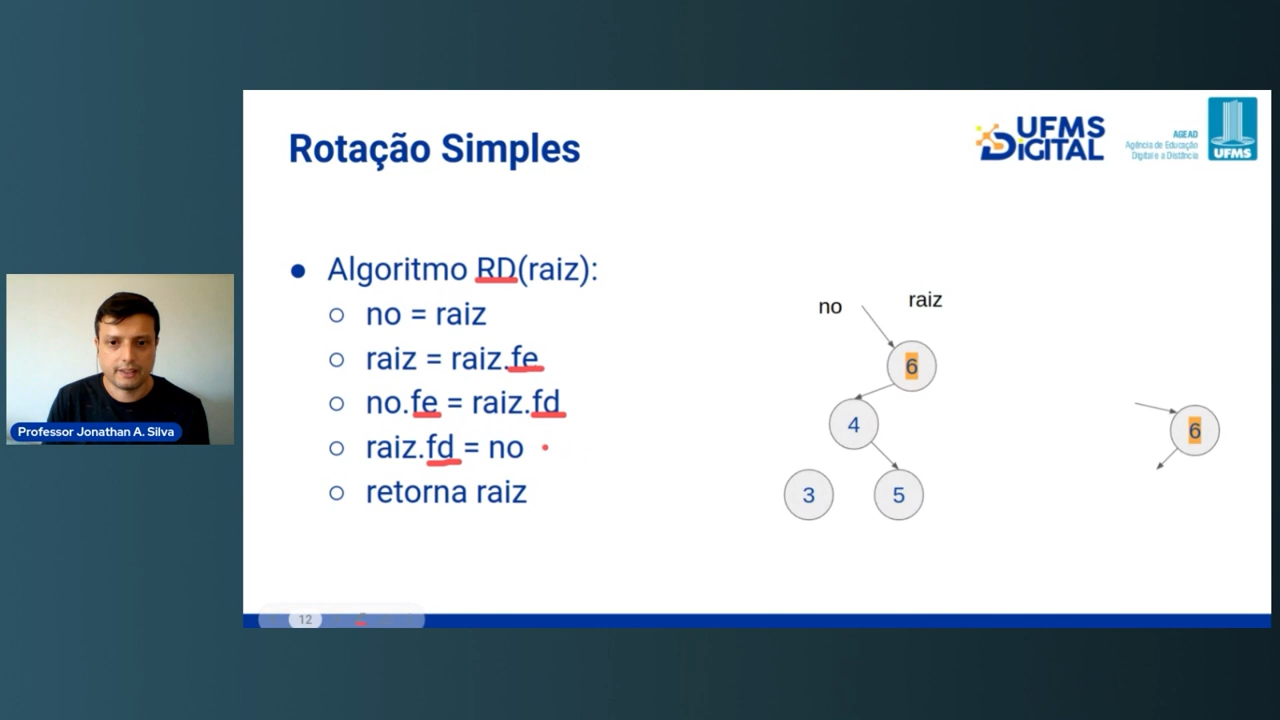 Rotação Simples
UFMS
DIGITAL
AGEAD
Agência de Educação
Digital e a Distância
UFMS
● Algoritmo RD(raiz):
○ no = raiz
○ raiz = raiz.fe
○ no.fe = raiz.fd
○ raiz.fd = no
○ retorna raiz
no
raiz
6
4
6
3
5
Professor Jonathan A. Silva
12